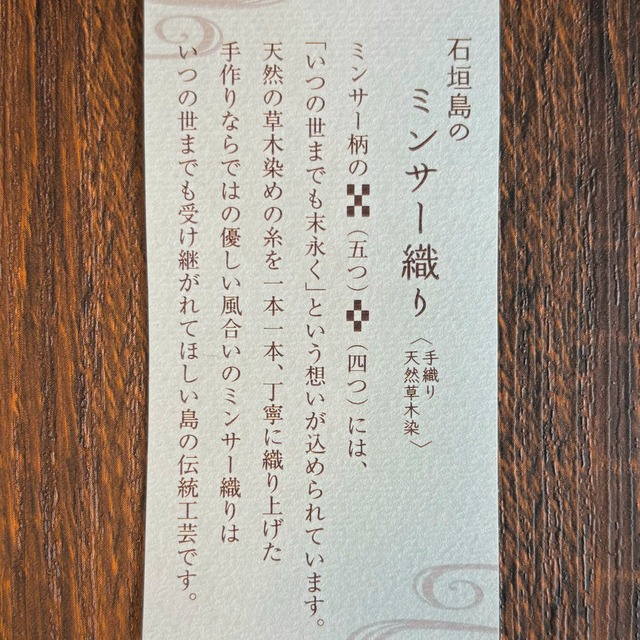 石垣島の
ミンサー織り
〈手織り
天然草木染〉
ミンサー柄の（五つ）（四つ）には、
「いつの世までも末永く」という想いが込められています。
天然の草木染めの糸を一本一本、丁寧に織り上げた
手作りならではの優しい風合いのミンサー織りは
いつの世までも受け継がれてほしい島の伝統工芸です。